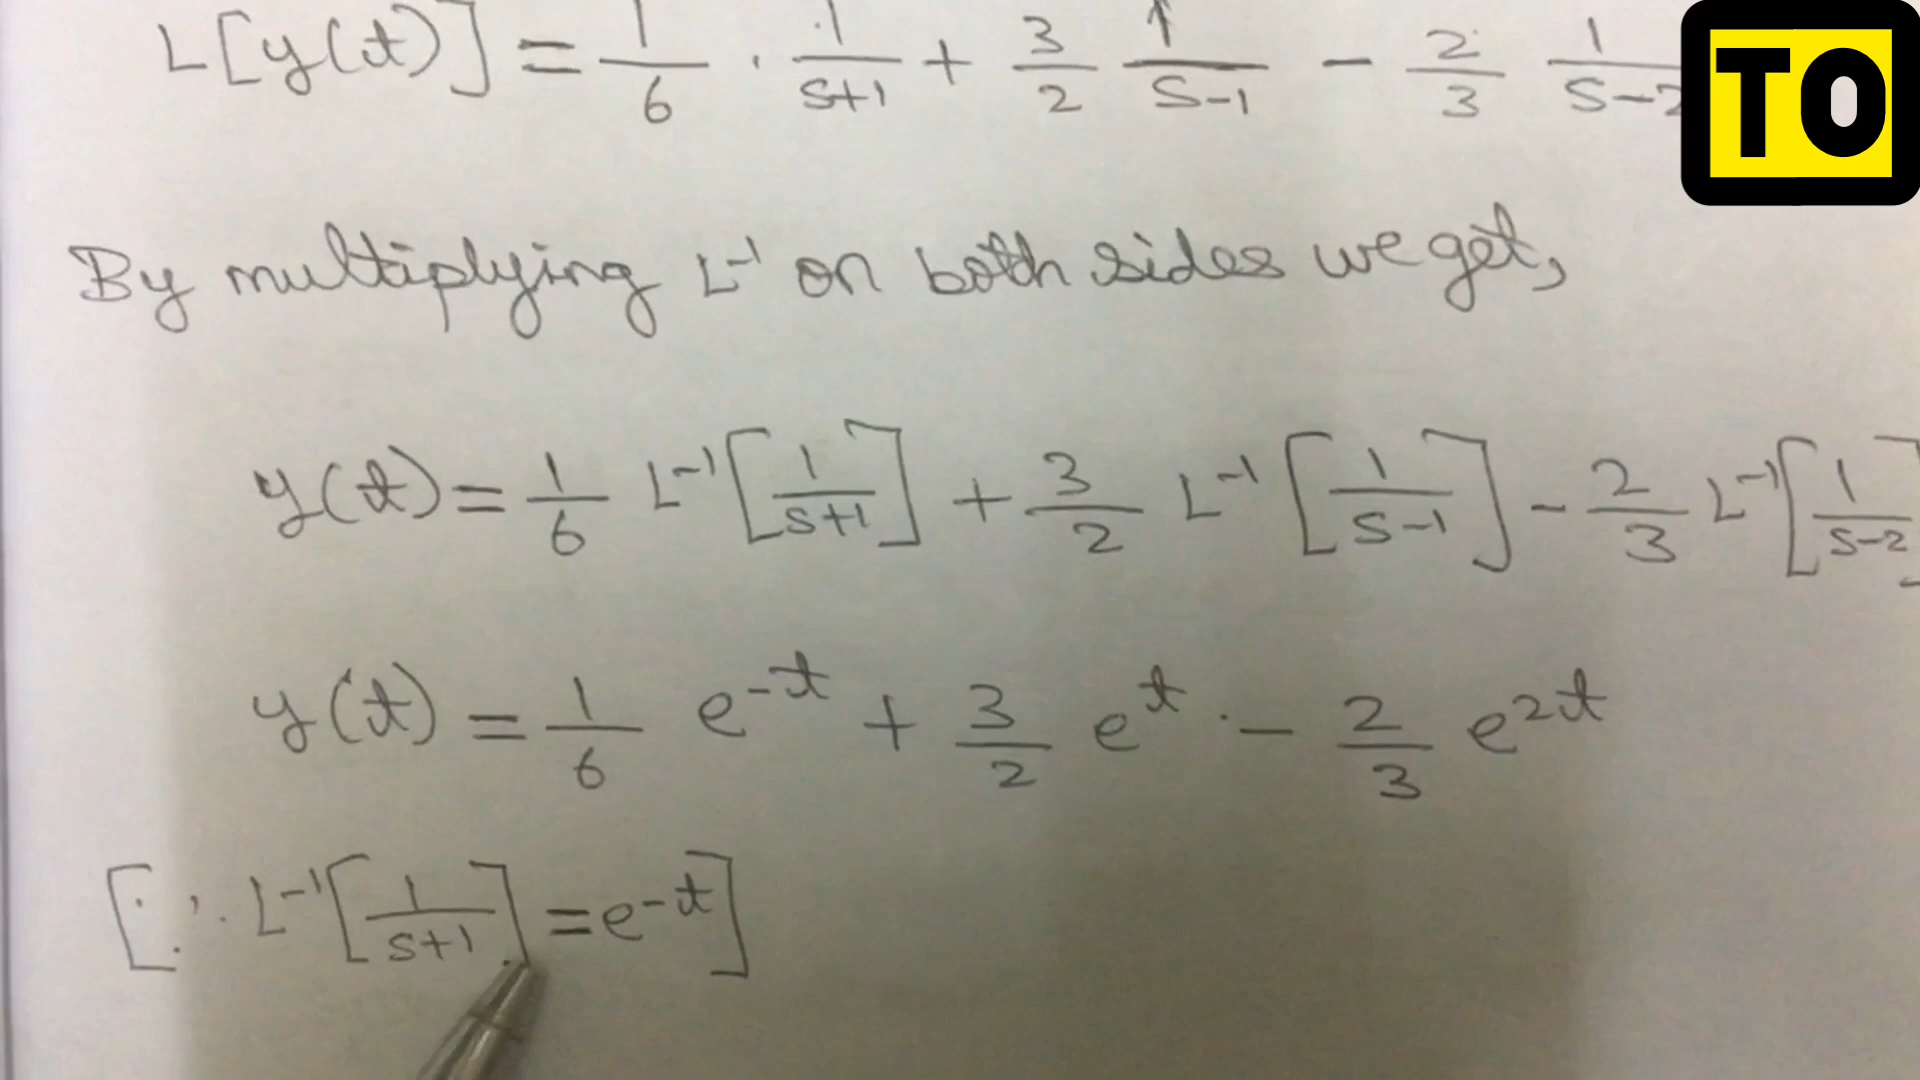 L[y(t)] = 1/6 · 1/s+1 + 3/2 1/s-1 - 2/3 1/s-2
TO
By multiplying L⁻¹ on both sides we get,
y(t) = 1/6 L⁻¹[1/s+1] + 3/2 L⁻¹[1/s-1] - 2/3 L⁻¹[1/s-2]
y(t) = 1/6 e⁻ᵗ + 3/2 eᵗ - 2/3 e²ᵗ
[∵ L⁻¹[1/s+1] = e⁻ᵗ]